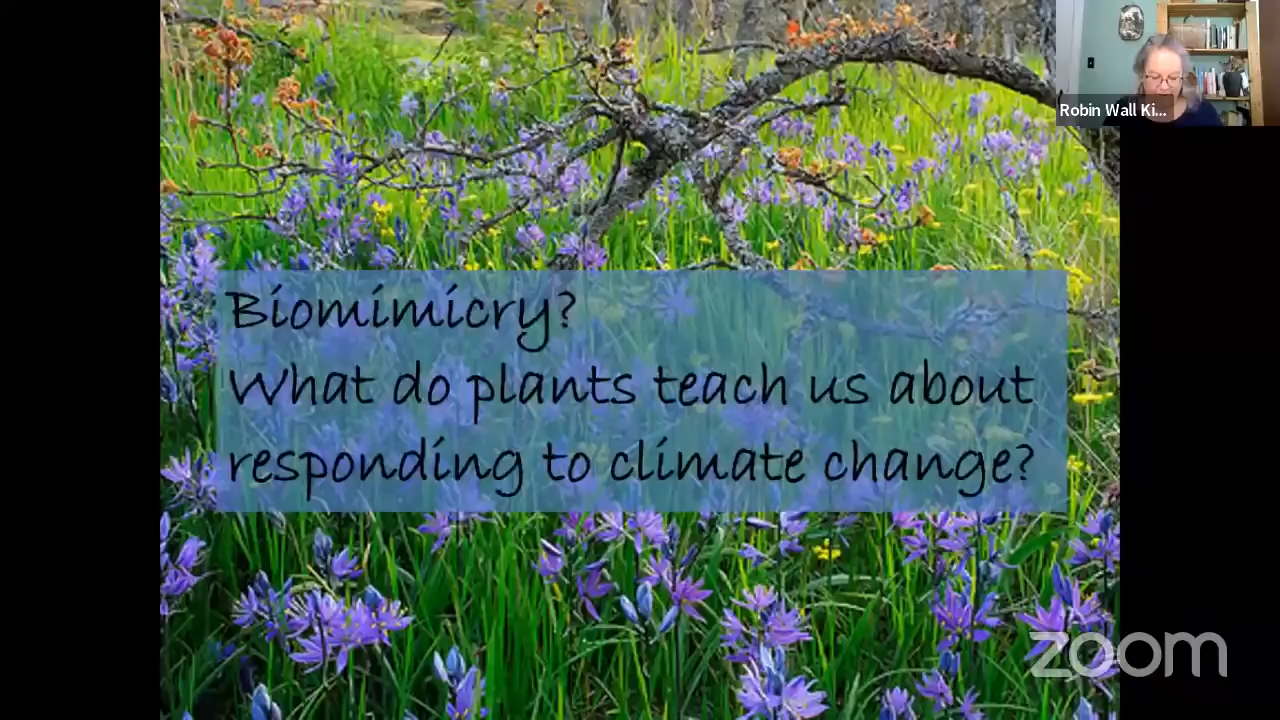 Robin Wall Ki...
Biomimicry?
What do plants teach us about
responding to climate change?
zoom